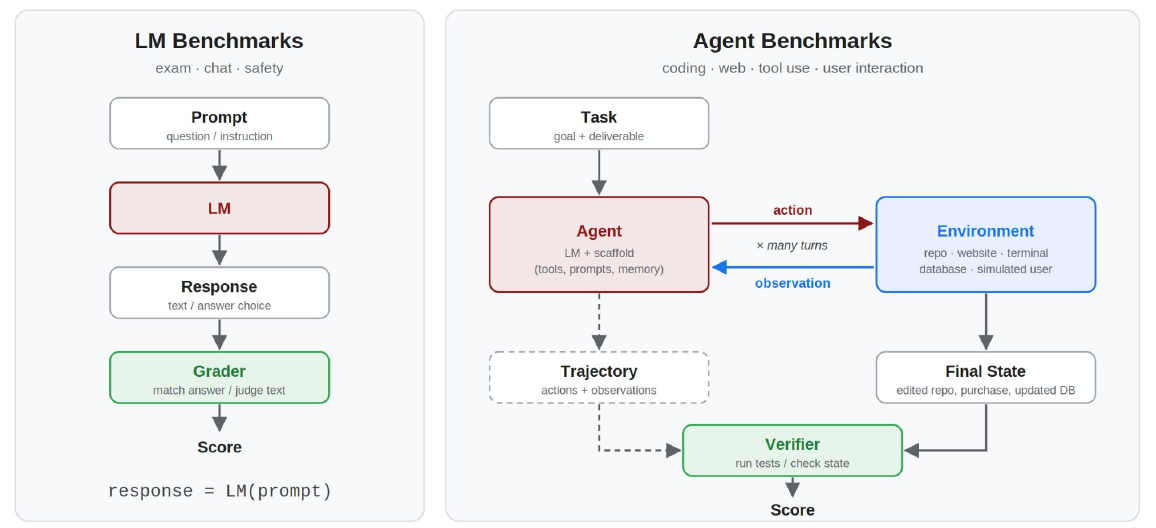 LM Benchmarks
exam · chat · safety
Prompt
question / instruction
LM
Response
text / answer choice
Grader
match answer / judge text
Score
response = LM(prompt)
Agent Benchmarks
coding · web · tool use · user interaction
Task
goal + deliverable
Agent
LM + scaffold
(tools, prompts, memory)
action
× many turns
observation
Environment
repo · website · terminal
database · simulated user
Trajectory
actions + observations
Final State
edited repo, purchase, updated DB
Verifier
run tests / check state
Score